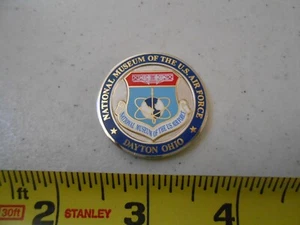 NATIONAL MUSEUM OF THE U.S. AIR FORCE
NATIONAL MUSEUM OF THE U.S. AIR FORCE
DAYTON OHIO
1ft 2 3 4
30ft STANLEY